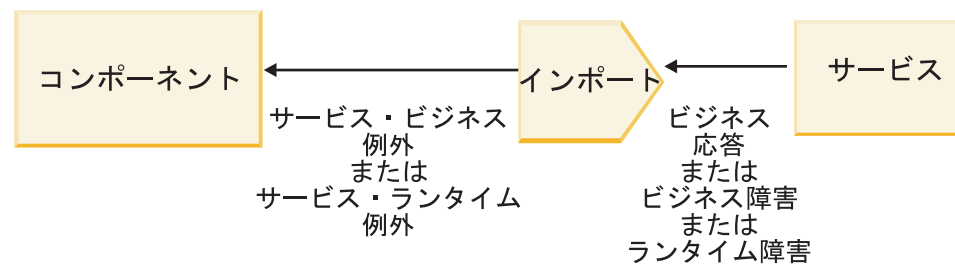 コンポーネント
インポート
サービス
サービス・ビジネス
例外
または
サービス・ランタイム
例外
ビジネス
応答
または
ビジネス障害
または
ランタイム障害